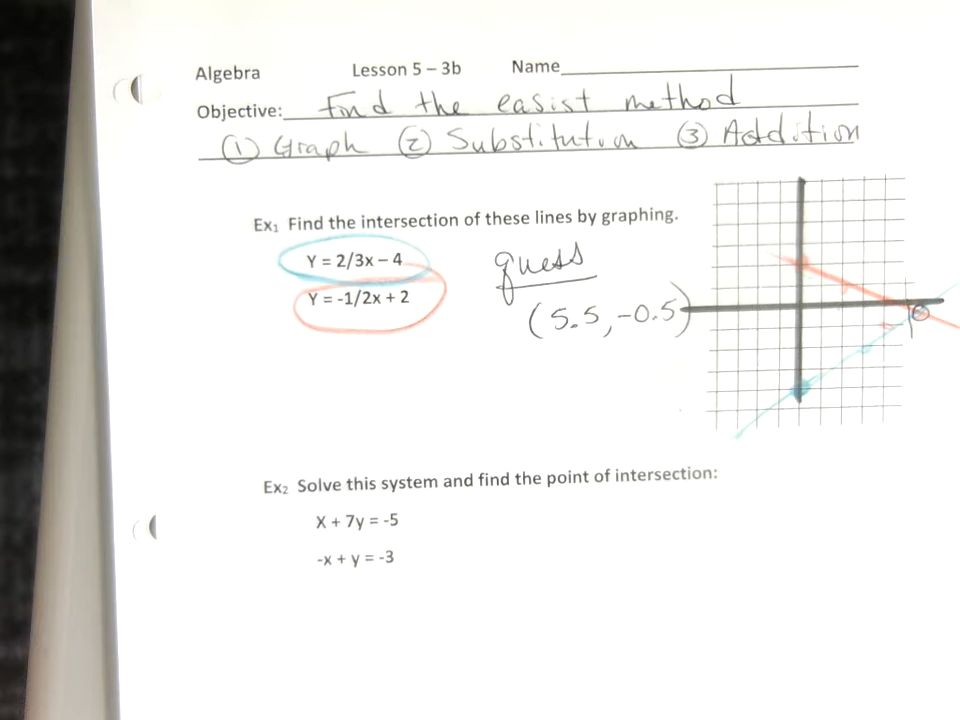 Algebra Lesson 5 – 3b Name
Objective: Find the easist method
① Graph ② Substitution ③ Addition
Ex₁ Find the intersection of these lines by graphing.
Y = 2/3x – 4
guess
Y = -1/2x + 2
(5.5, -0.5)
Ex₂ Solve this system and find the point of intersection:
X + 7y = -5
-x + y = -3